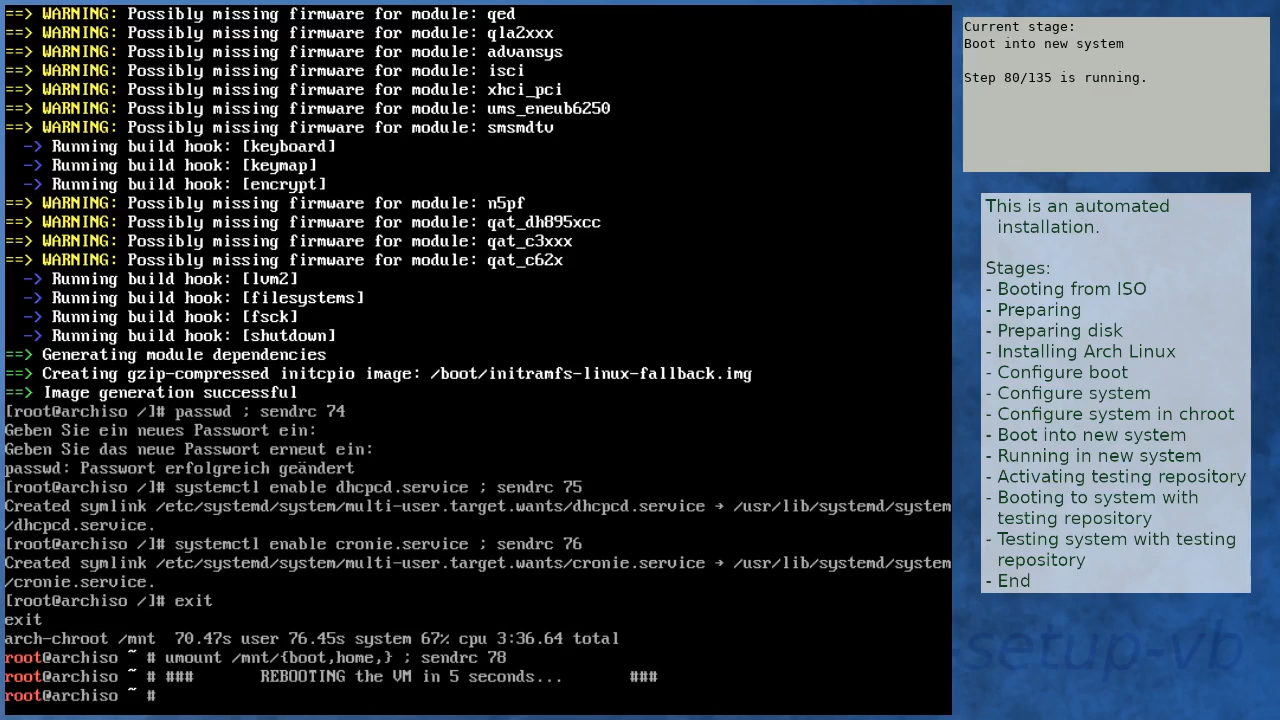 ==> WARNING: Possibly missing firmware for module: qed
==> WARNING: Possibly missing firmware for module: qla2xxx
==> WARNING: Possibly missing firmware for module: advansys
==> WARNING: Possibly missing firmware for module: isci
==> WARNING: Possibly missing firmware for module: xhci_pci
==> WARNING: Possibly missing firmware for module: ums_eneub6250
==> WARNING: Possibly missing firmware for module: smsmdtv
-> Running build hook: [keyboard]
-> Running build hook: [keymap]
-> Running build hook: [encrypt]
==> WARNING: Possibly missing firmware for module: n5pf
==> WARNING: Possibly missing firmware for module: qat_dh895xcc
==> WARNING: Possibly missing firmware for module: qat_c3xxx
==> WARNING: Possibly missing firmware for module: qat_c62x
-> Running build hook: [lvm2]
-> Running build hook: [filesystems]
-> Running build hook: [fsck]
-> Running build hook: [shutdown]
==> Generating module dependencies
==> Creating gzip-compressed initcpio image: /boot/initramfs-linux-fallback.img
==> Image generation successful
[root@archiso /]# passwd ; sendrc 74
Geben Sie ein neues Passwort ein:
Geben Sie das neue Passwort erneut ein:
passwd: Passwort erfolgreich geändert
[root@archiso /]# systemctl enable dhcpcd.service ; sendrc 75
Created symlink /etc/systemd/system/multi-user.target.wants/dhcpcd.service → /usr/lib/systemd/system
/dhcpcd.service.
[root@archiso /]# systemctl enable cronie.service ; sendrc 76
Created symlink /etc/systemd/system/multi-user.target.wants/cronie.service → /usr/lib/systemd/system
/cronie.service.
[root@archiso /]# exit
exit
arch-chroot /mnt  70.47s user 76.45s system 67% cpu 3:36.64 total
root@archiso ~ # umount /mnt/{boot,home,} ; sendrc 78
root@archiso ~ # ###       REBOOTING the VM in 5 seconds...       ###
root@archiso ~ #
Current stage:
Boot into new system
Step 80/135 is running.
This is an automated
installation.
Stages:
- Booting from ISO
- Preparing
- Preparing disk
- Installing Arch Linux
- Configure boot
- Configure system
- Configure system in chroot
- Boot into new system
- Running in new system
- Activating testing repository
- Booting to system with
testing repository
- Testing system with testing
repository
- End
-setup-vb